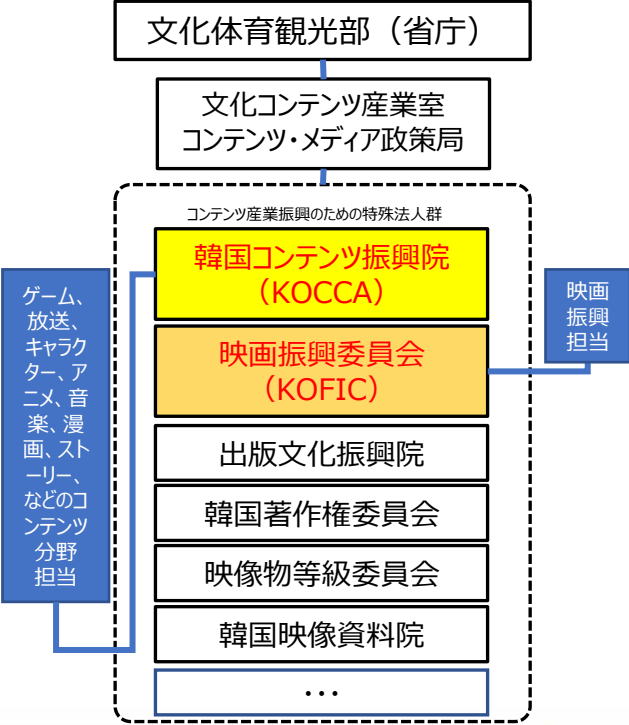 文化体育観光部（省庁）
文化コンテンツ産業室
コンテンツ・メディア政策局
コンテンツ産業振興のための特殊法人群
韓国コンテンツ振興院
（KOCCA）
映画振興委員会
（KOFIC）
出版文化振興院
韓国著作権委員会
映像物等級委員会
韓国映像資料院
・・・
ゲーム、
放送、
キャラク
ター、ア
ニメ、音
楽、漫
画、スト
ーリー、
などのコ
ンテンツ
分野
担当
映画
振興
担当